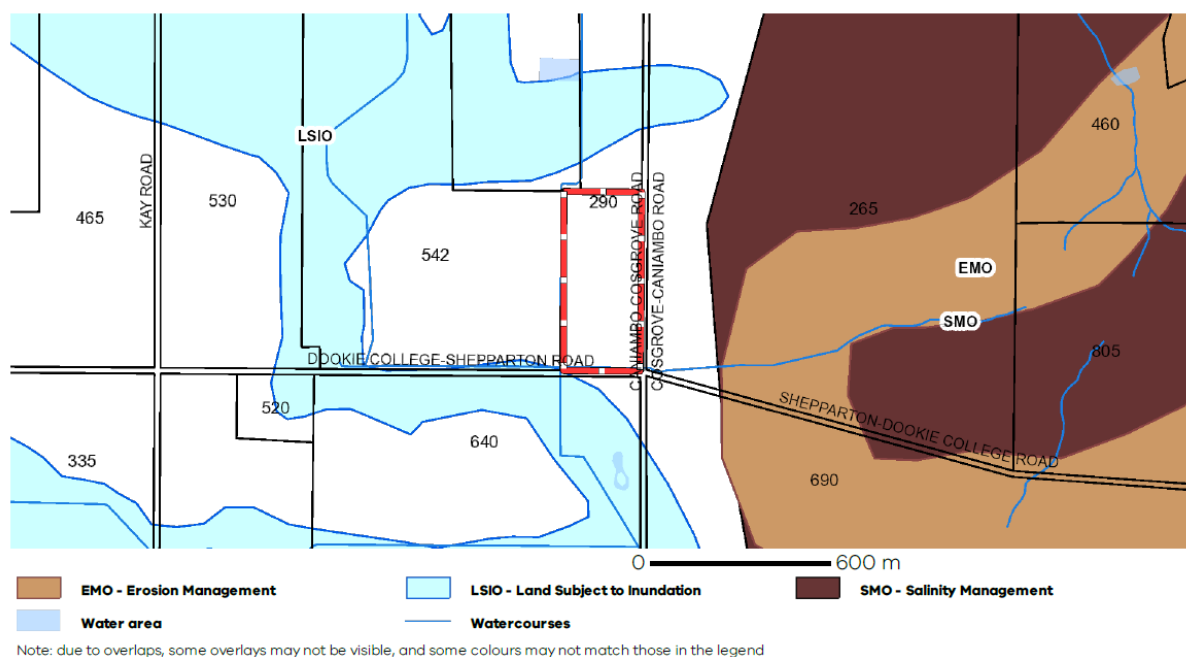 LSIO
460
KAY ROAD
530
290
265
465
542
CANIAMBO-COSGROVE ROAD
COSGROVE-CANIAMBO ROAD
EMO
SMO
805
DOOKIE COLLEGE-SHEPPARTON ROAD
520
640
SHEPPARTON-DOOKIE COLLEGE ROAD
335
690
0 600 m
EMO - Erosion Management
LSIO - Land Subject to Inundation
SMO - Salinity Management
Water area
Watercourses
Note: due to overlaps, some overlays may not be visible, and some colours may not match those in the legend